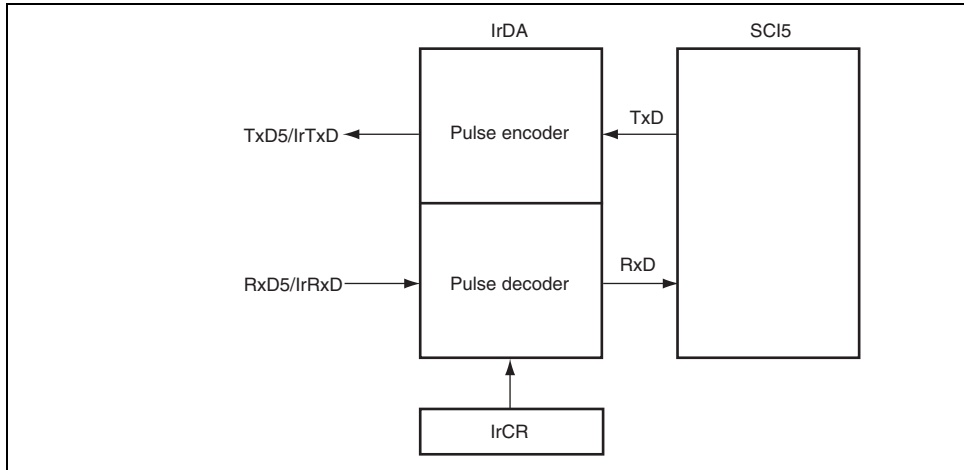 IrDA
SCI5
TxD5/IrTxD
Pulse encoder
TxD
RxD5/IrRxD
Pulse decoder
RxD
IrCR